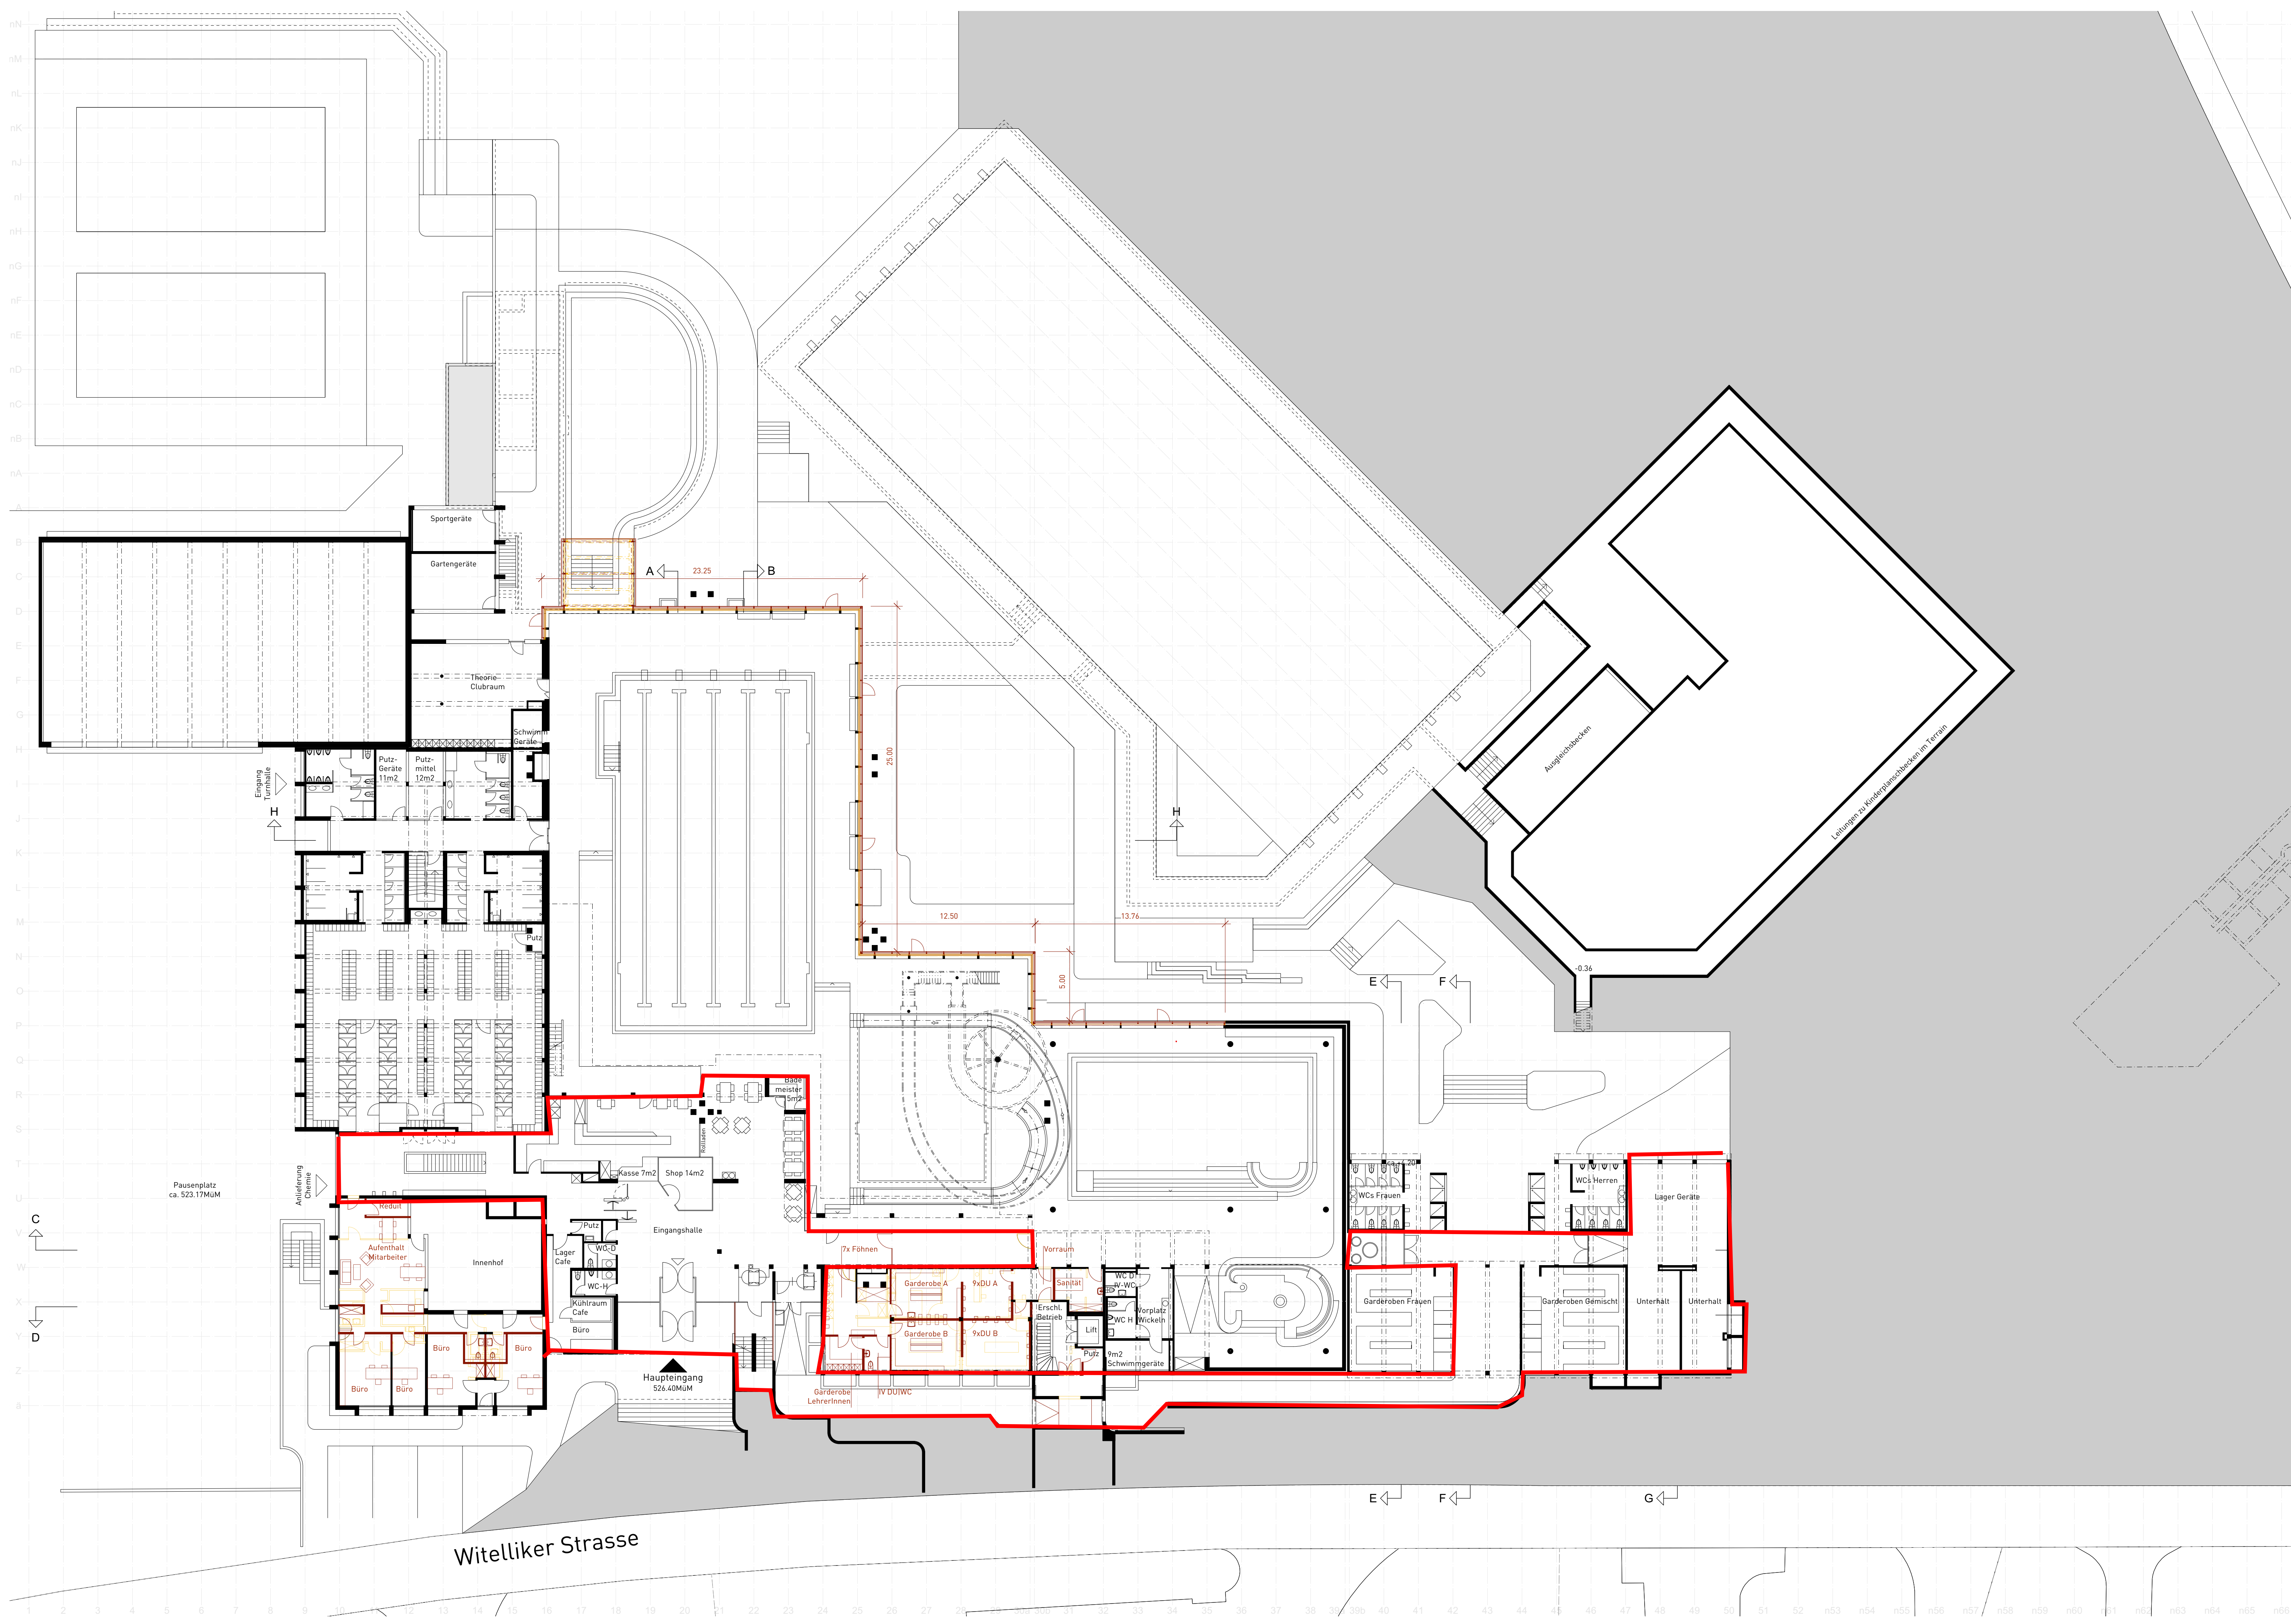 Sportgeräte
Gartengeräte
A
23.25
B
Theorie
Clubraum
Schwimm
Geräte
Eingang
Turnhalle
Putz-
Geräte
11m2
Putz-
mittel
12m2
25.00
H
H
Ausgleichsbecken
Leitungen zu Kinderplanschbecken im Terrain
Putz
12.50
13.76
5.00
-0.36
E
F
Bade
meister
5m2
Rollladen
Kasse 7m2
Shop 14m2
Anlieferung
Chemie
Pausenplatz
ca. 523.17MüM
WCs Frauen
WCs Herren
Lager Geräte
C
D
Reduit
Aufenthalt
Mitarbeiter
Innenhof
Putz
WC-D
Lager
Cafe
WC-H
Kühlraum
Cafe
Büro
Eingangshalle
7x Föhnen
Vorraum
Garderobe A
9xDU A
Sanität
WC D
IV-WC
Erschl.
Betrieb
WC H
Vorplatz
Wickeln
Garderobe B
9xDU B
Lift
Putz
9m2
Schwimmgeräte
Garderoben Frauen
Garderoben Gemischt
Unterhalt
Unterhalt
Büro
Büro
Büro
Büro
Haupteingang
526.40MüM
Garderobe
LehrerInnen
IV DU/WC
E
F
G
Witelliker Strasse